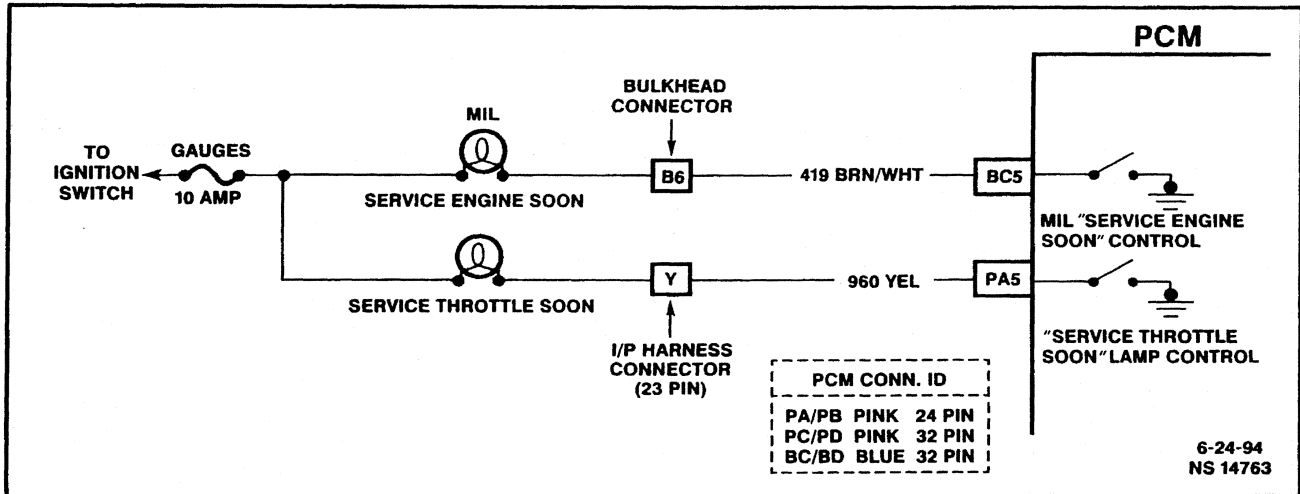 PCM
BULKHEAD
CONNECTOR
MIL
TO
IGNITION
SWITCH
GAUGES
10 AMP
B6
419 BRN/WHT
BC5
SERVICE ENGINE SOON
MIL "SERVICE ENGINE
SOON" CONTROL
Y
960 YEL
PA5
SERVICE THROTTLE SOON
"SERVICE THROTTLE
SOON" LAMP CONTROL
I/P HARNESS
CONNECTOR
(23 PIN)
PCM CONN. ID
PA/PB PINK 24 PIN
PC/PD PINK 32 PIN
BC/BD BLUE 32 PIN
6-24-94
NS 14763